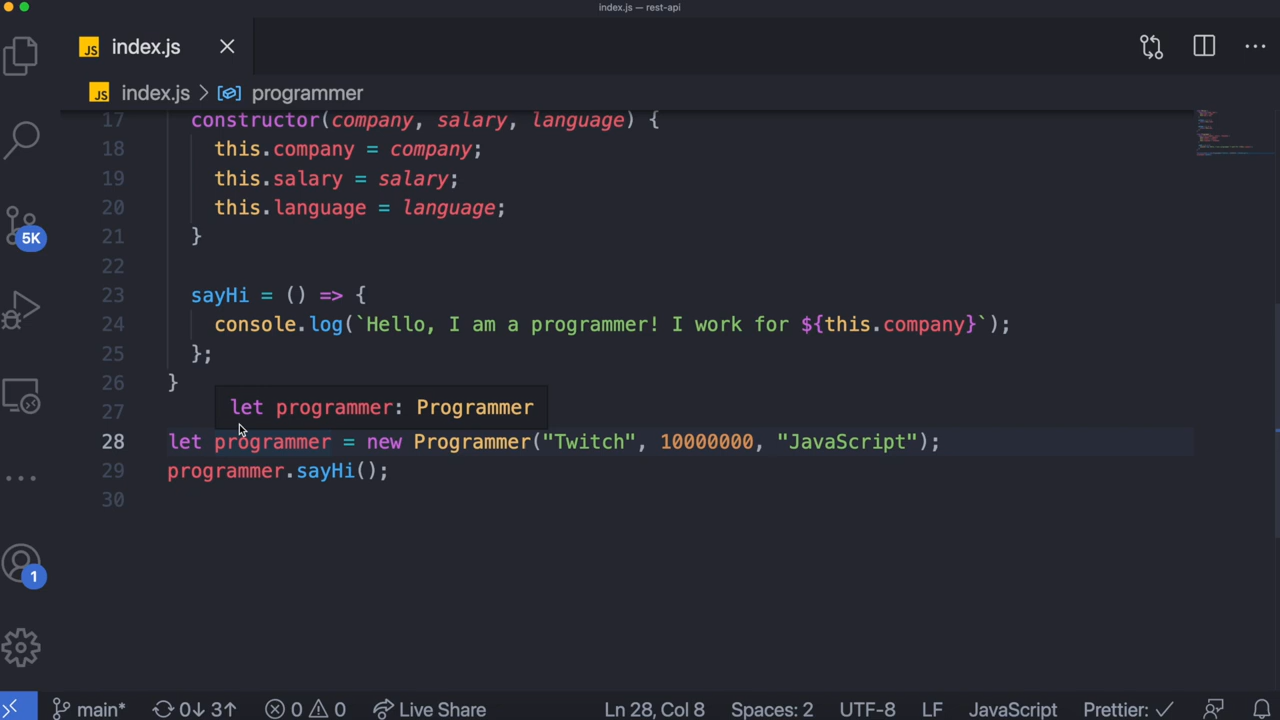 index.js — rest-api
JS index.js
JS index.js > programmer
17 constructor(company, salary, language) {
18 this.company = company;
19 this.salary = salary;
20 this.language = language;
21 }
22
23 sayHi = () => {
24 console.log(`Hello, I am a programmer! I work for ${this.company}`);
25 };
26 }
27
let programmer: Programmer
28 let programmer = new Programmer("Twitch", 10000000, "JavaScript");
29 programmer.sayHi();
30
5K
1
main* 0↓ 3↑ 0 0 Live Share Ln 28, Col 8 Spaces: 2 UTF-8 LF JavaScript Prettier: ✓